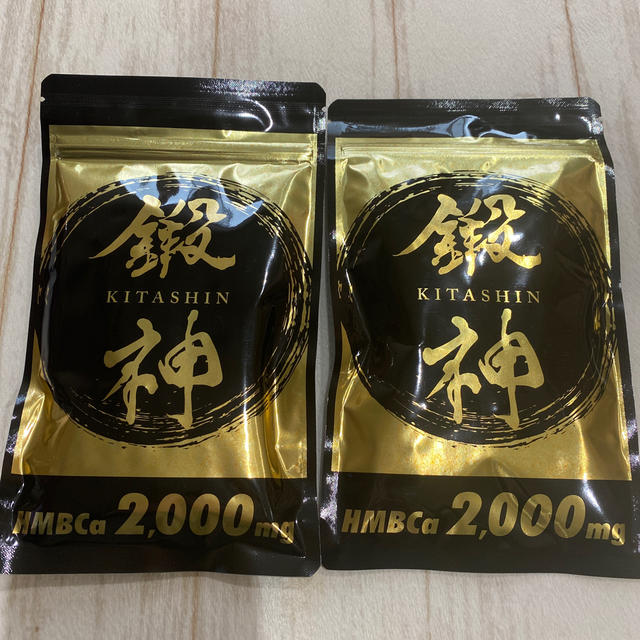 鍛
KITASHIN
神
HMBCa 2,000mg
鍛
KITASHIN
神
HMBCa 2,000mg